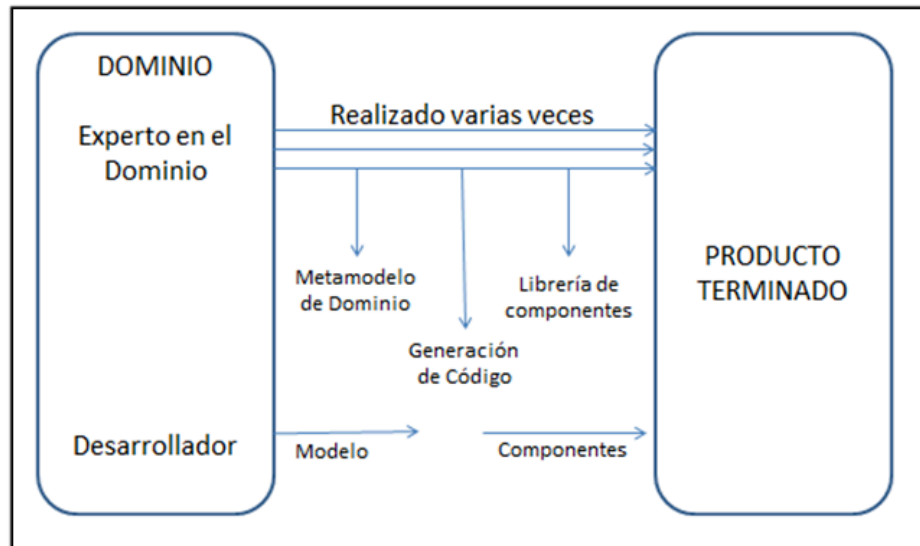 DOMINIO
Experto en el
Dominio
Realizado varias veces
Metamodelo
de Dominio
Librería de
componentes
Generación
de Código
Desarrollador
Modelo
Componentes
PRODUCTO
TERMINADO